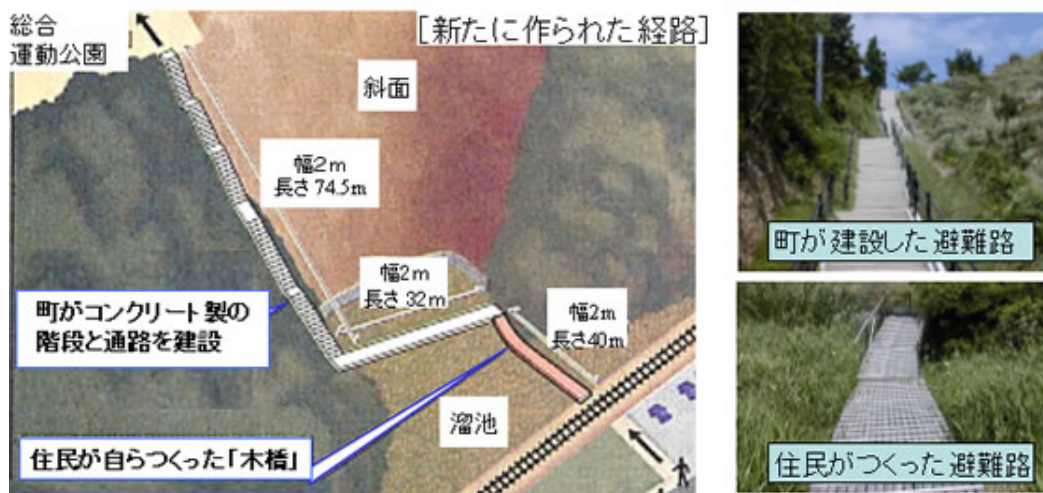 総合
運動公園
[新たに作られた経路]
斜面
幅2m
長さ74.5m
幅2m
長さ32m
幅2m
長さ40m
町がコンクリート製の
階段と通路を建設
溜池
住民が自らつくった「木橋」
町が建設した避難路
住民がつくった避難路